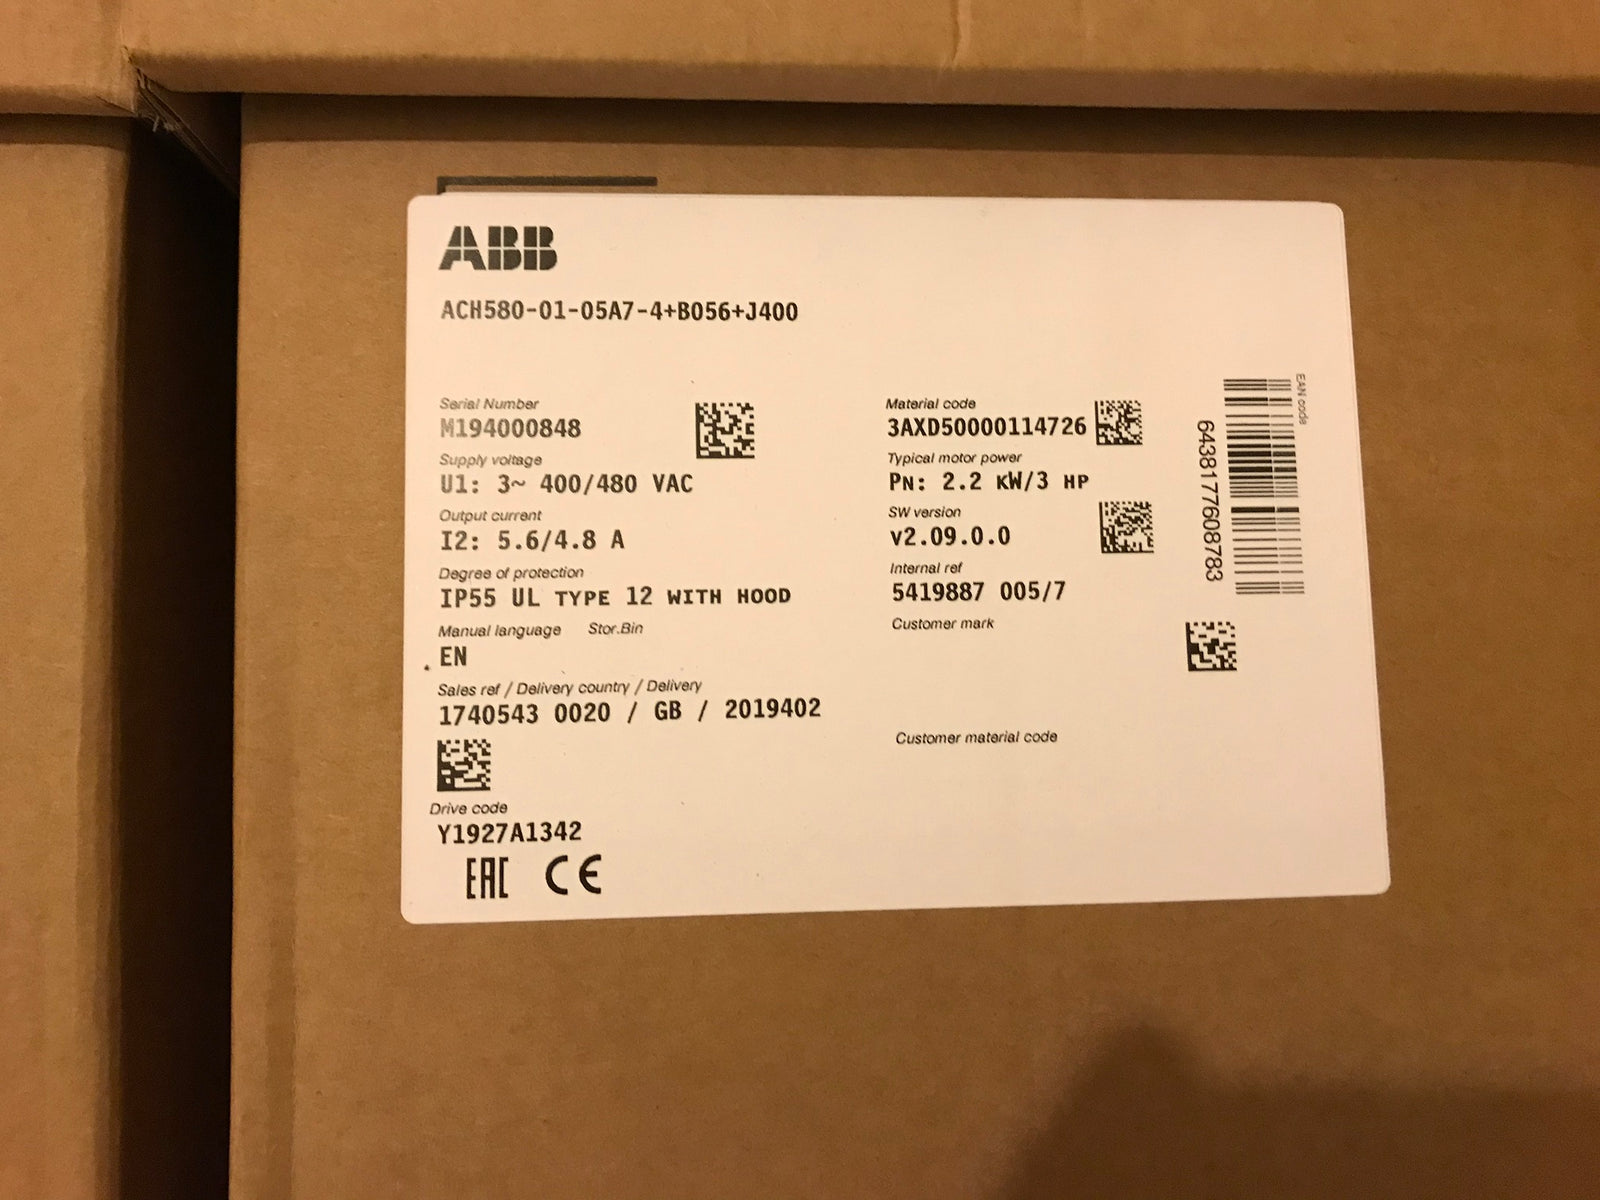 ABB
ACH580-01-05A7-4+B056+J400
Serial Number
M194000848
Supply voltage
U1: 3~ 400/480 VAC
Output current
I2: 5.6/4.8 A
Degree of protection
IP55 UL TYPE 12 WITH HOOD
Manual language Stor.Bin
EN
Sales ref / Delivery country / Delivery
1740543 0020 / GB / 2019402
Drive code
Y1927A1342
EAC CE
Material code
3AXD50000114726
Typical motor power
PN: 2.2 KW/3 HP
SW version
v2.09.0.0
Internal ref
5419887 005/7
Customer mark
Customer material code
EAN code
6438177608783